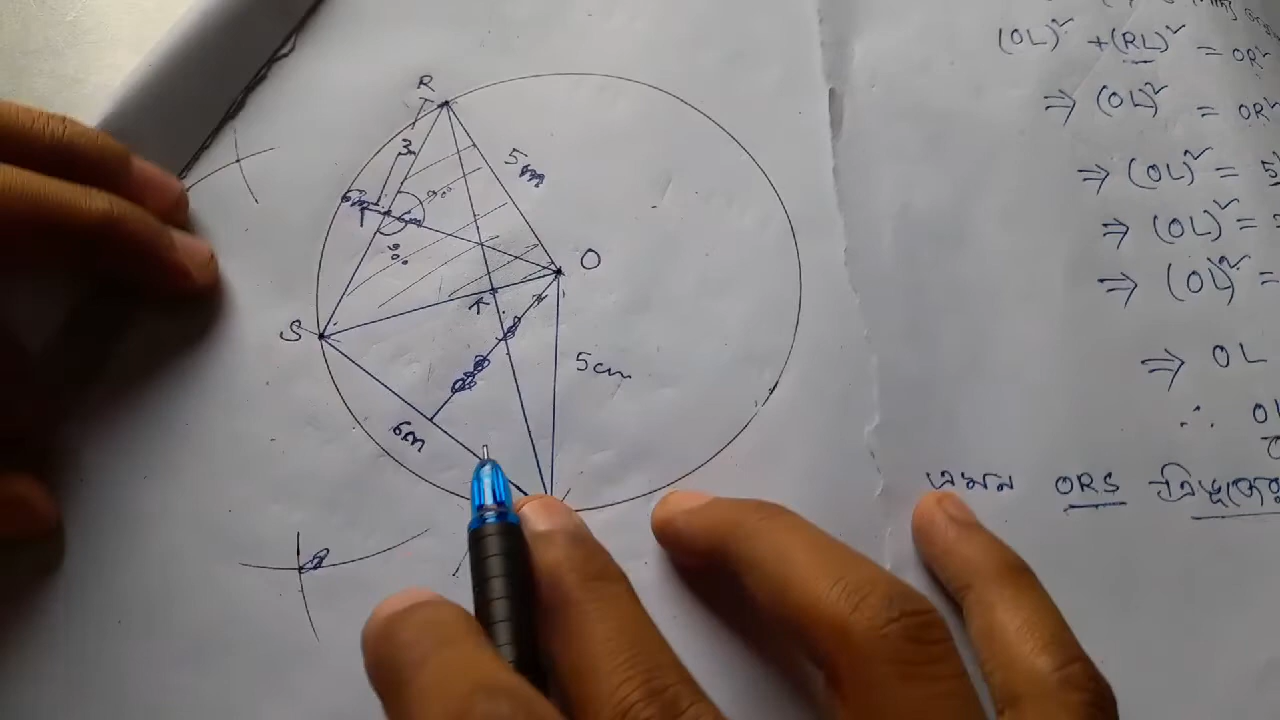 R
3
5cm
90°
6cm
90°
O
K
S
5cm
6cm
(OL)² + (RL)² = OR²
⇒ (OL)² = OR²
⇒ (OL)² = 5
⇒ (OL)² =
⇒ (OL)² =
⇒ OL
∴ OL
এখন ORS ত্রিভুজের